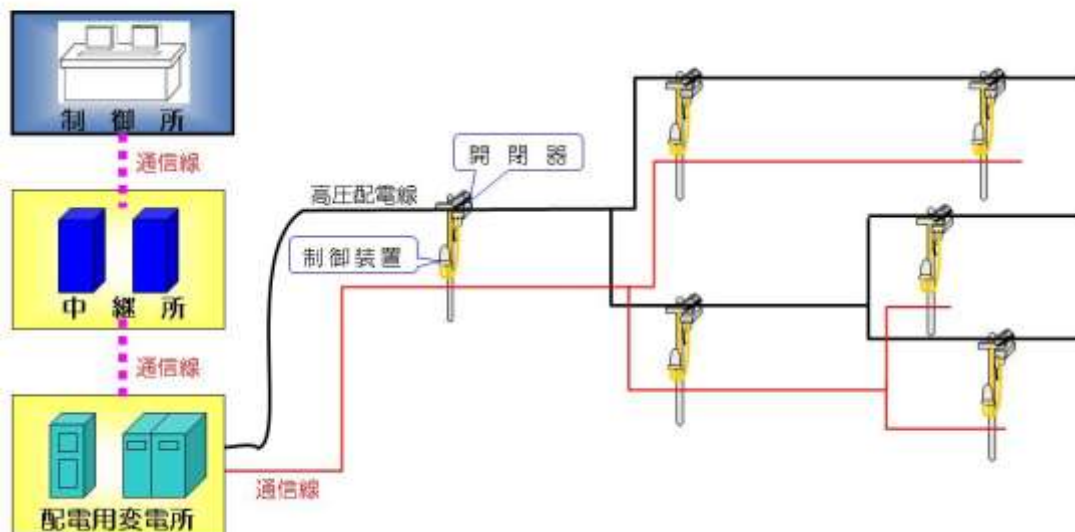 制御所
通信線
中継所
通信線
配電用変電所
通信線
高圧配電線
開閉器
制御装置